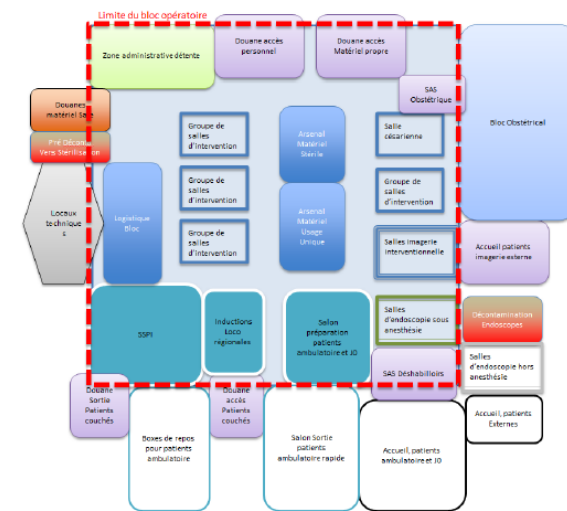 Limite du bloc opératoire
Zone administrative détente
Douane accès
personnel
Douane accès
Matériel propre
SAS
Obstétrique
Bloc Obstétrical
Douanes
matériel Sale
Pré Décont
Vers Stérilisation
Locaux
technique
s
Logistique
Bloc
Groupe de
salles
d'intervention
Groupe de
salles
d'intervention
Groupe de
salles
d'intervention
Arsenal
Matériel
Stérile
Arsenal
Matériel
Usage
Unique
Salle
césarienne
Groupe de
salles
d'intervention
Salles imagerie
interventionnelle
Accueil patients
imagerie externe
SSPI
Inductions
Loco
régionales
Salon
préparation
patients
ambulatoire et J0
Salles
d'endoscopie sous
anesthésie
Décontamination
Endoscopes
SAS Déshabilloirs
Salles
d'endoscopie hors
anesthésie
Douane Sortie
Patients
couchés
Boxes de repos
pour patients
ambulatoire
Douane
accès
Patients
couchés
Salon Sortie
patients
ambulatoire rapide
Accueil, patients
ambulatoire et J0
Accueil, patients
Externes